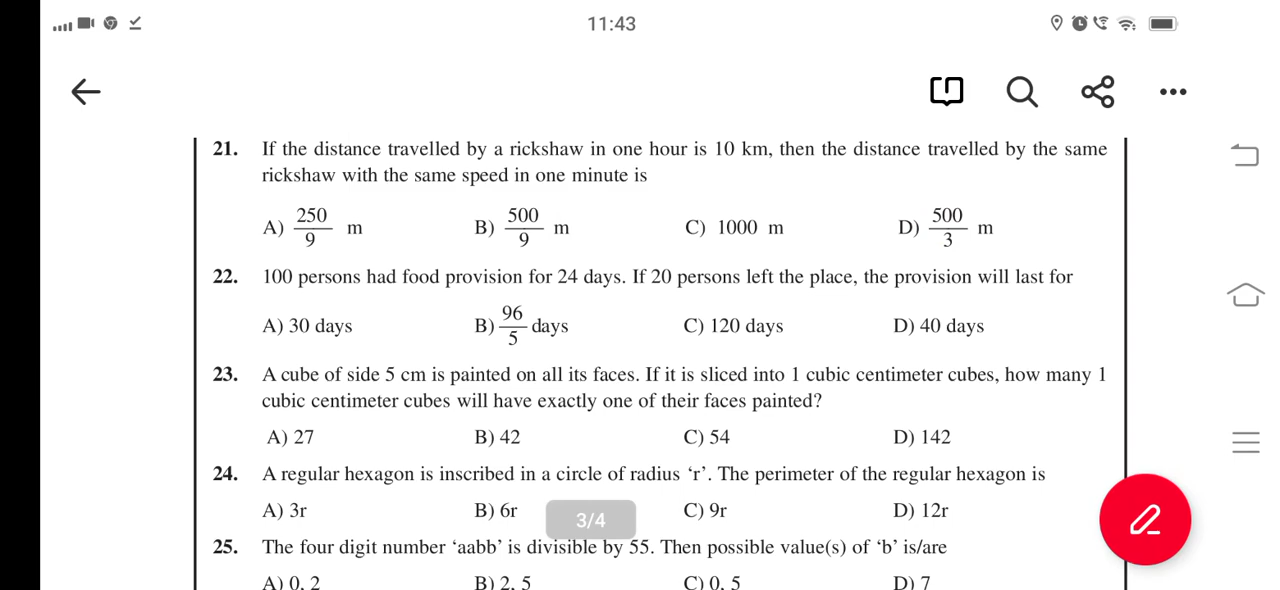 11:43
21. If the distance travelled by a rickshaw in one hour is 10 km, then the distance travelled by the same
rickshaw with the same speed in one minute is
A) 250/9 m B) 500/9 m C) 1000 m D) 500/3 m
22. 100 persons had food provision for 24 days. If 20 persons left the place, the provision will last for
A) 30 days B) 96/5 days C) 120 days D) 40 days
23. A cube of side 5 cm is painted on all its faces. If it is sliced into 1 cubic centimeter cubes, how many 1
cubic centimeter cubes will have exactly one of their faces painted?
A) 27 B) 42 C) 54 D) 142
24. A regular hexagon is inscribed in a circle of radius ‘r’. The perimeter of the regular hexagon is
A) 3r B) 6r C) 9r D) 12r
3/4
25. The four digit number ‘aabb’ is divisible by 55. Then possible value(s) of ‘b’ is/are
A) 0, 2 B) 2, 5 C) 0, 5 D) 7